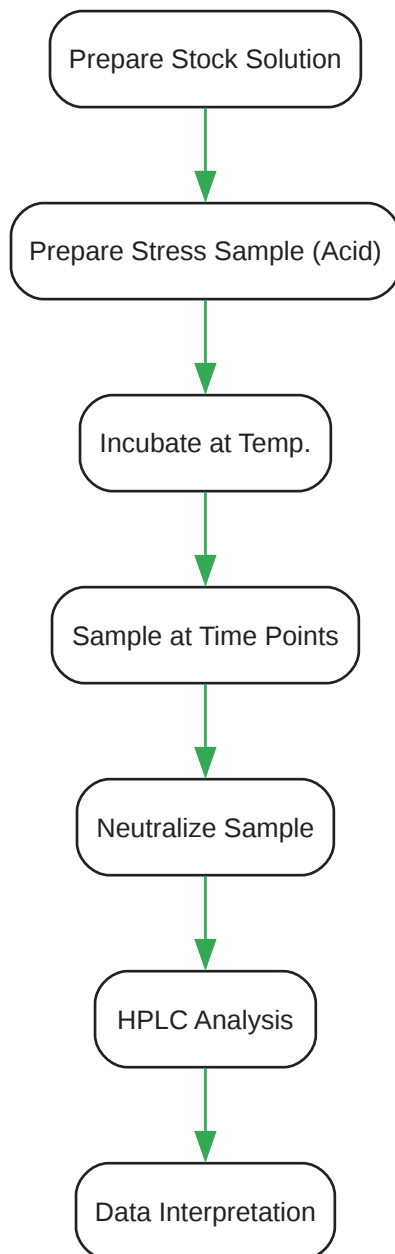 Prepare Stock Solution
Prepare Stress Sample (Acid)
Incubate at Temp.
Sample at Time Points
Neutralize Sample
HPLC Analysis
Data Interpretation